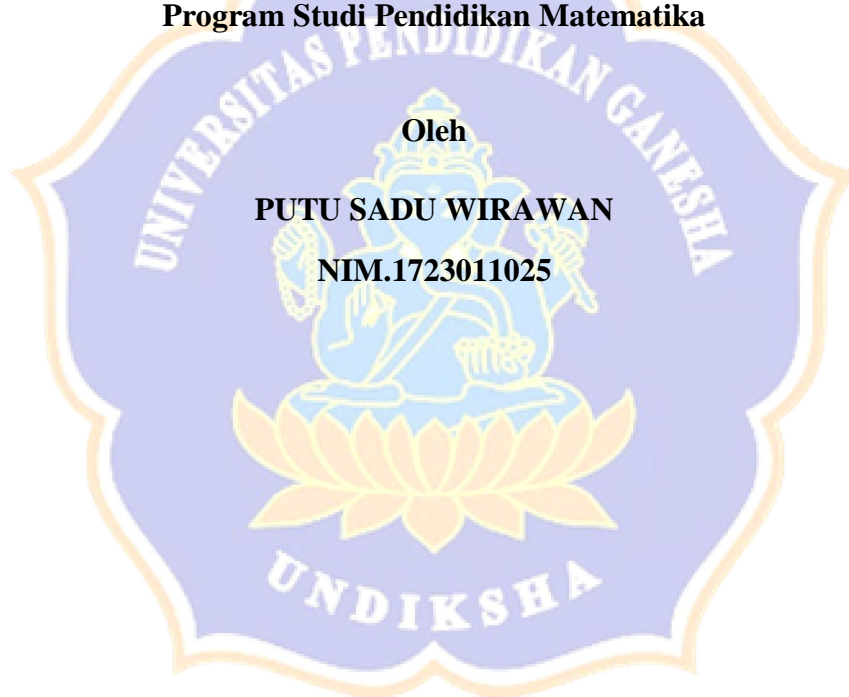 Program Studi Pendidikan Matematika
UNIVERSITAS PENDIDIKAN GANESHA
Oleh
PUTU SADU WIRAWAN
NIM.1723011025
UNDIKSHA